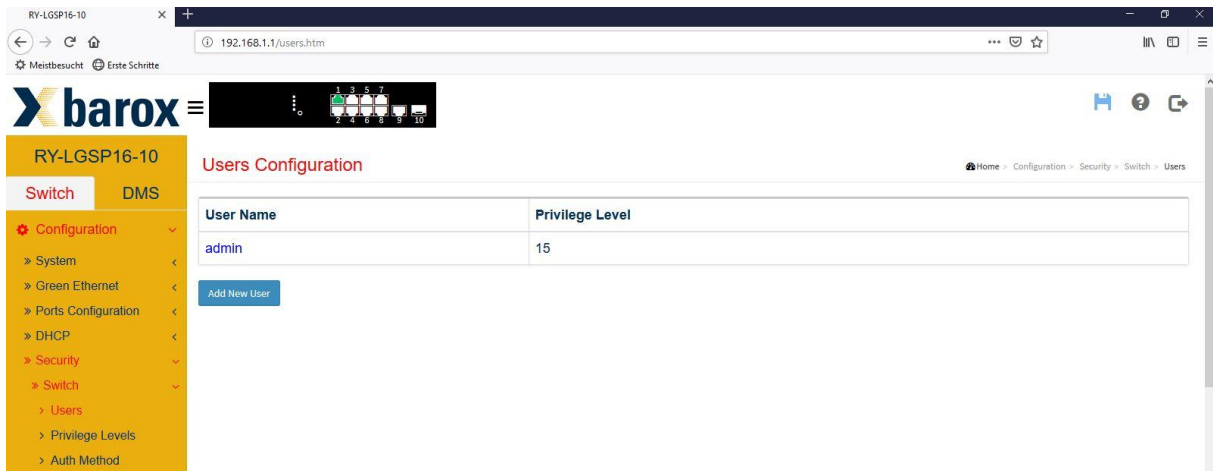 RY-LGSP16-10
192.168.1.1/users.htm
Meistbesucht Erste Schritte
barox
1 3 5 7
2 4 6 8 9 10
RY-LGSP16-10
Switch DMS
Configuration
» System
» Green Ethernet
» Ports Configuration
» DHCP
» Security
» Switch
> Users
> Privilege Levels
> Auth Method
Users Configuration
Home > Configuration > Security > Switch > Users
User Name Privilege Level
admin 15
Add New User